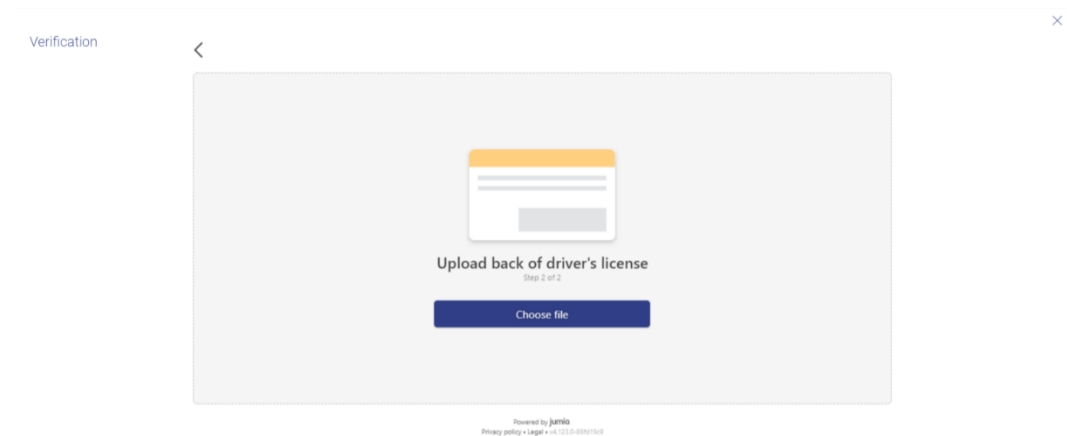 Verification
Upload back of driver's license
Step 2 of 2
Choose file
Powered by jumio
Privacy policy • Legal •